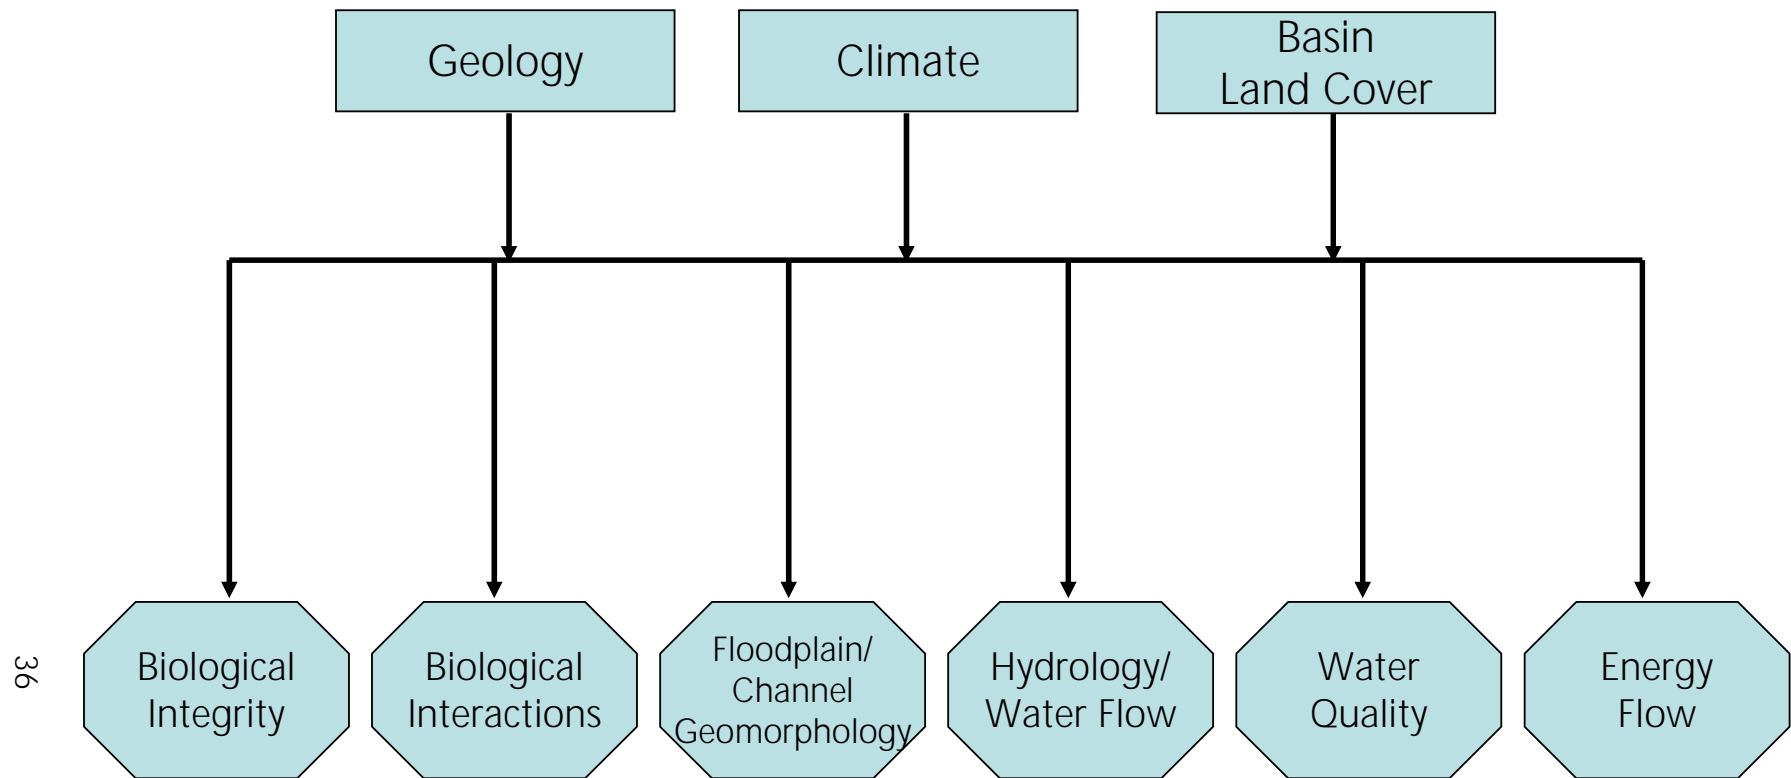 Geology
Climate
Basin
Land Cover
Biological
Integrity
Biological
Interactions
Floodplain/
Channel
Geomorphology
Hydrology/
Water Flow
Water
Quality
Energy
Flow
36